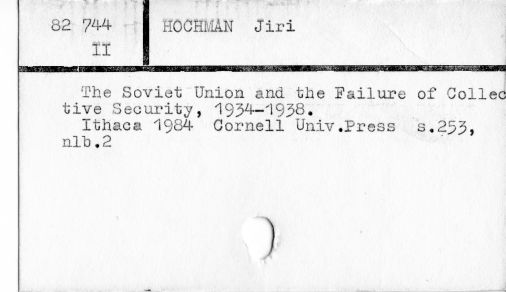 82 744
II
HOCHMAN Jiri
The Soviet Union and the Failure of Collec
tive Security, 1934-1938.
Ithaca 1984 Cornell Univ.Press s.253,
nlb.2